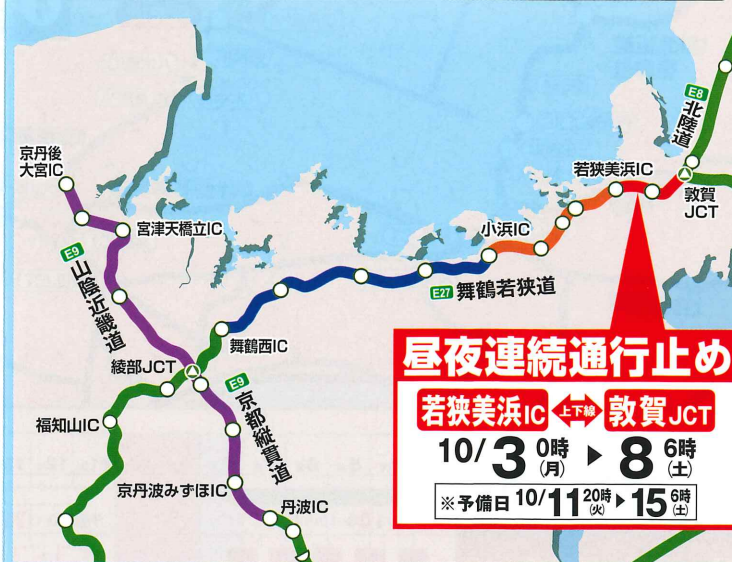 E8
北陸道
京丹後
大宮IC
若狭美浜IC
敦賀
JCT
宮津天橋立IC
小浜IC
E9
山陰近畿道
E27 舞鶴若狭道
舞鶴西IC
綾部JCT
E9
京都縦貫道
福知山IC
京丹波みずほIC
丹波IC
昼夜連続通行止め
若狭美浜IC 上下線 敦賀JCT
10/3 0時(月) ▶ 8 6時(土)
※予備日 10/11 20時(火) ▶ 15 6時(土)